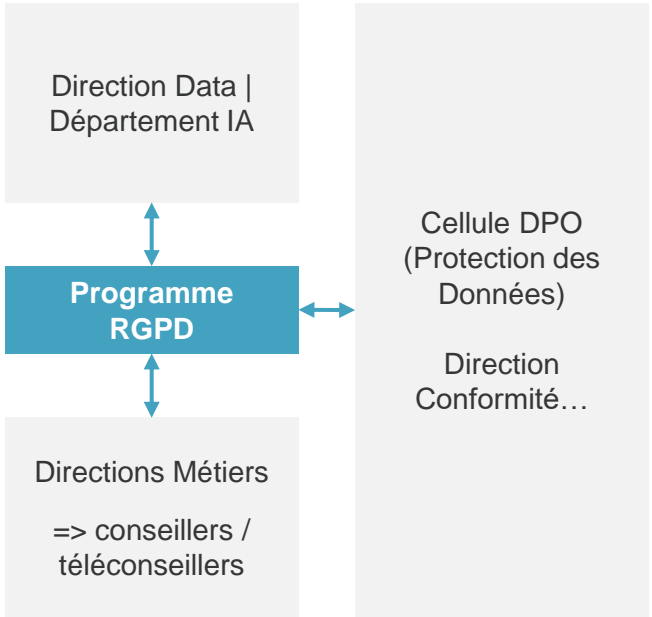 Direction Data |
Département IA
Programme
RGPD
Directions Métiers
=> conseillers /
téléconseillers
Cellule DPO
(Protection des
Données)
Direction
Conformité…